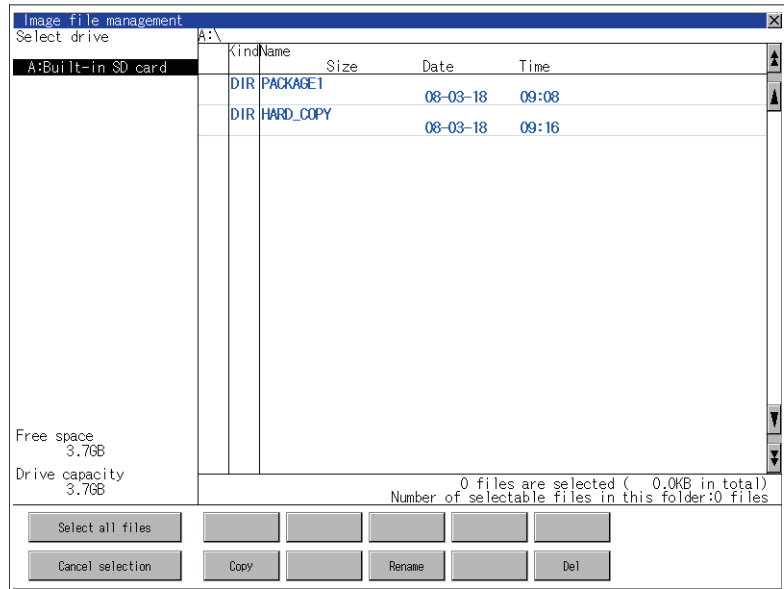 Image file management
Select drive
A:\
A:Built-in SD card
Kind Name
Size Date Time
DIR PACKAGE1
08-03-18 09:08
DIR HARD_COPY
08-03-18 09:16
Free space
3.7GB
Drive capacity
3.7GB
0 files are selected ( 0.0KB in total)
Number of selectable files in this folder:0 files
Select all files
Cancel selection Copy Rename Del